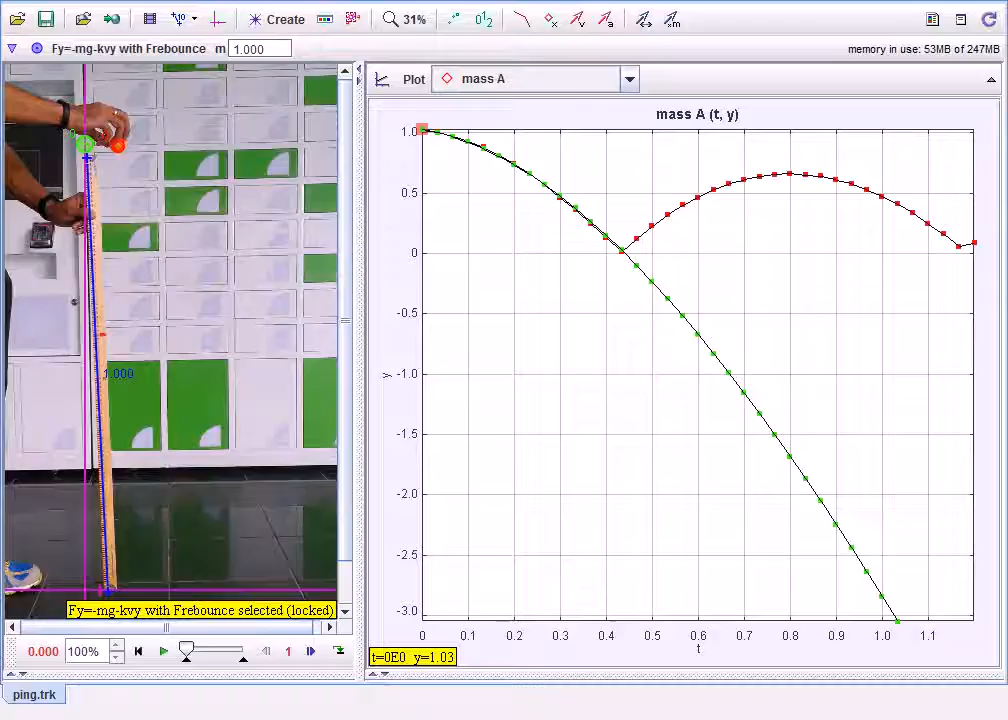 Create 31%
Fy=-mg-kvy with Frebounce m 1.000 memory in use: 53MB of 247MB
Plot mass A
mass A (t, y)
1.0
0.5
0
-0.5
-1.0
-1.5
-2.0
-2.5
-3.0
y
0 0.1 0.2 0.3 0.4 0.5 0.6 0.7 0.8 0.9 1.0 1.1
t
1.000
Fy=-mg-kvy with Frebounce selected (locked)
0.000 100% 1
t=0E0 y=1.03
ping.trk